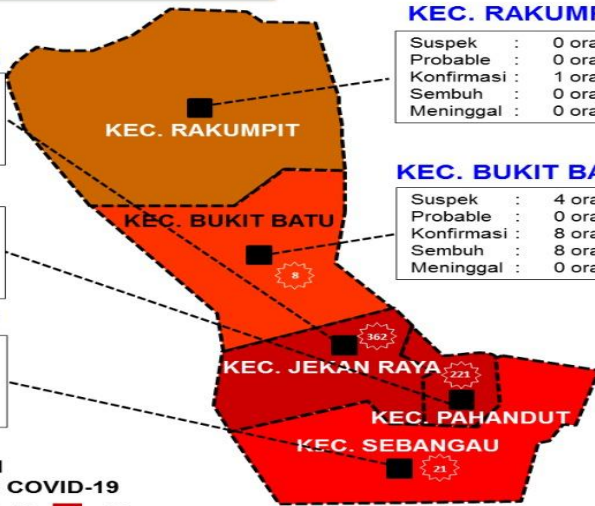 KEC. RAKUMP
Suspek : 0 ora
Probable : 0 ora
Konfirmasi : 1 ora
Sembuh : 0 ora
Meninggal : 0 ora
KEC. RAKUMPIT
KEC. BUKIT BA
Suspek : 4 ora
Probable : 0 ora
Konfirmasi : 8 ora
Sembuh : 8 ora
Meninggal : 0 ora
KEC. BUKIT BATU
8
362
KEC. JEKAN RAYA
221
KEC. PAHANDUT
KEC. SEBANGAU
21
COVID-19